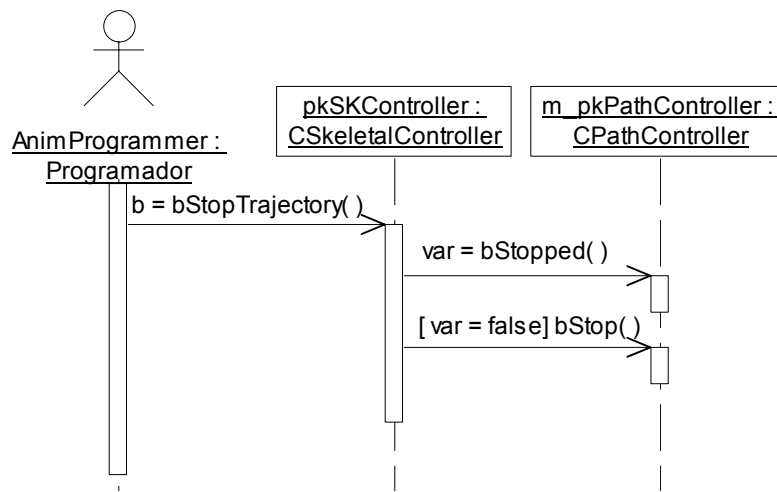 pkSKController :
CSkeletalController
m_pkPathController :
CPathController
AnimProgrammer :
Programador
b = bStopTrajectory( )
var = bStopped( )
[ var = false] bStop( )